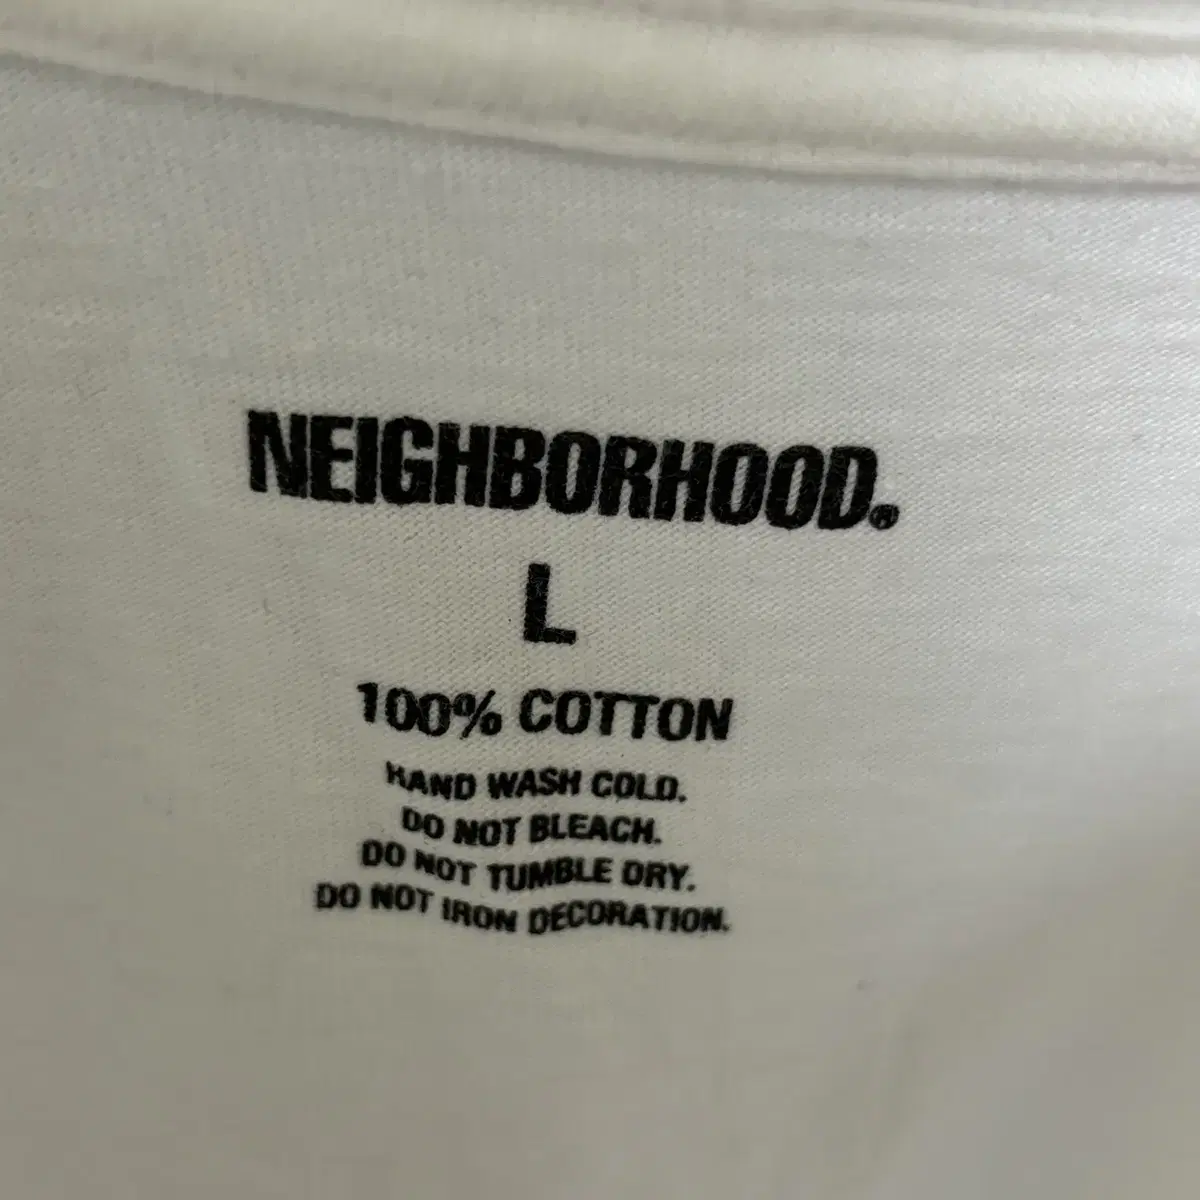 NEIGHBORHOOD.®
L
100% COTTON
HAND WASH COLD.
DO NOT BLEACH.
DO NOT TUMBLE DRY.
DO NOT IRON DECORATION.